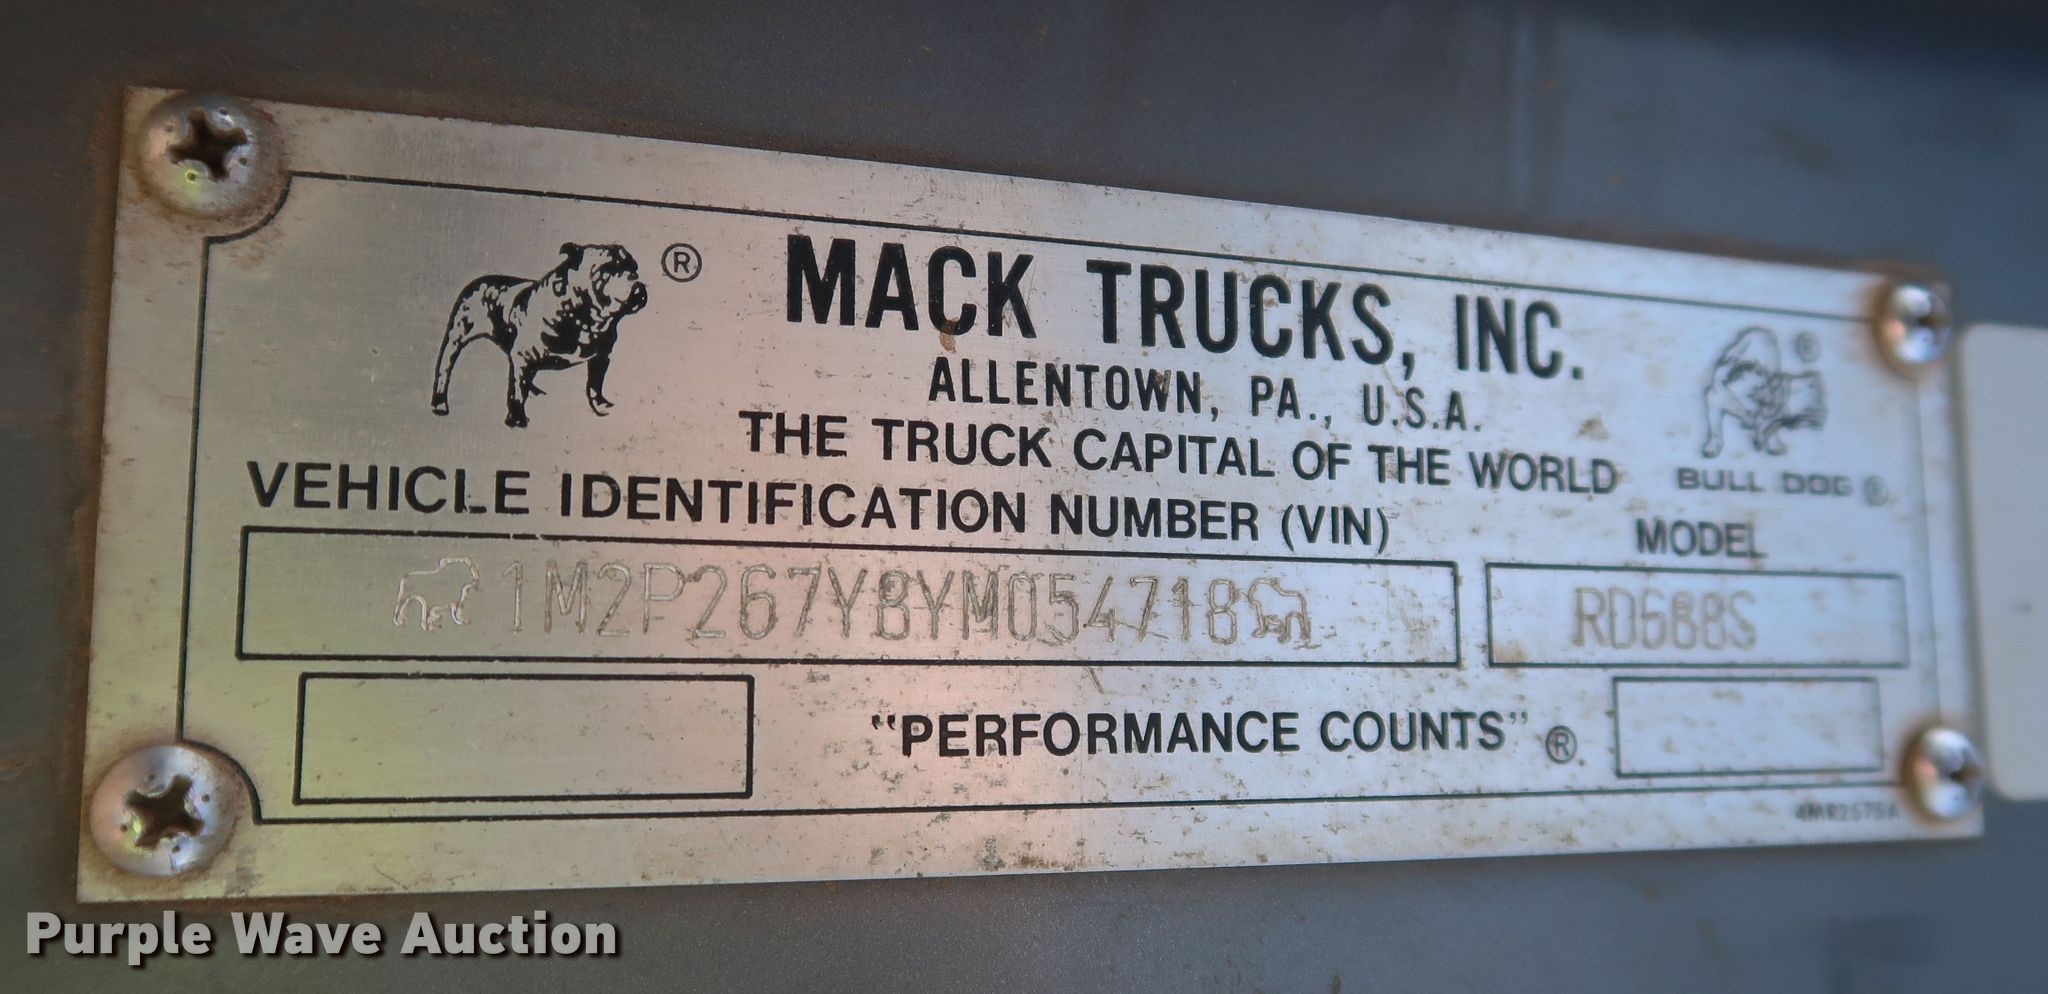 ® MACK TRUCKS, INC.
ALLENTOWN, PA., U.S.A.
THE TRUCK CAPITAL OF THE WORLD
®
BULL DOG ®
VEHICLE IDENTIFICATION NUMBER (VIN)
MODEL
1M2P267Y8YM054718
RD688S
"PERFORMANCE COUNTS" ®
4MR2575A
Purple Wave Auction